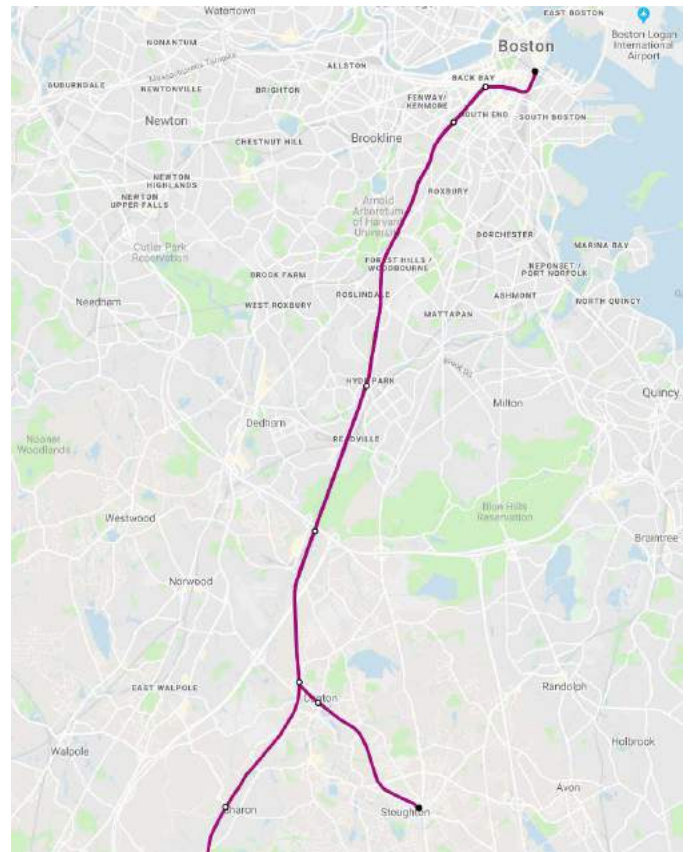 Watertown
EAST BOSTON
Boston Logan
International
Airport
NONANTUM
Boston
ALLSTON
BACK BAY
AUBURNDALE
NEWTONVILLE
BRIGHTON
FENWAY/
KENMORE
SOUTH END
SOUTH BOSTON
Newton
Brookline
CHESTNUT HILL
NEWTON
HIGHLANDS
NEWTON
UPPER FALLS
ROXBURY
Arnold
Arboretum
of Harvard
University
DORCHESTER
Cutler Park
Reservation
MARINA BAY
FOREST HILLS /
WOODBOURNE
NEPONSET /
PORT NORFOLK
BROOK FARM
Needham
WEST ROXBURY
ROSLINDALE
ASHMONT
NORTH QUINCY
MATTAPAN
HYDE PARK
Quincy
Milton
Dedham
READVILLE
Noanet
Woodlands
Blue Hills
Reservation
Westwood
Braintree
Norwood
EAST WALPOLE
Canton
Randolph
Walpole
Holbrook
Sharon
Stoughton
Avon